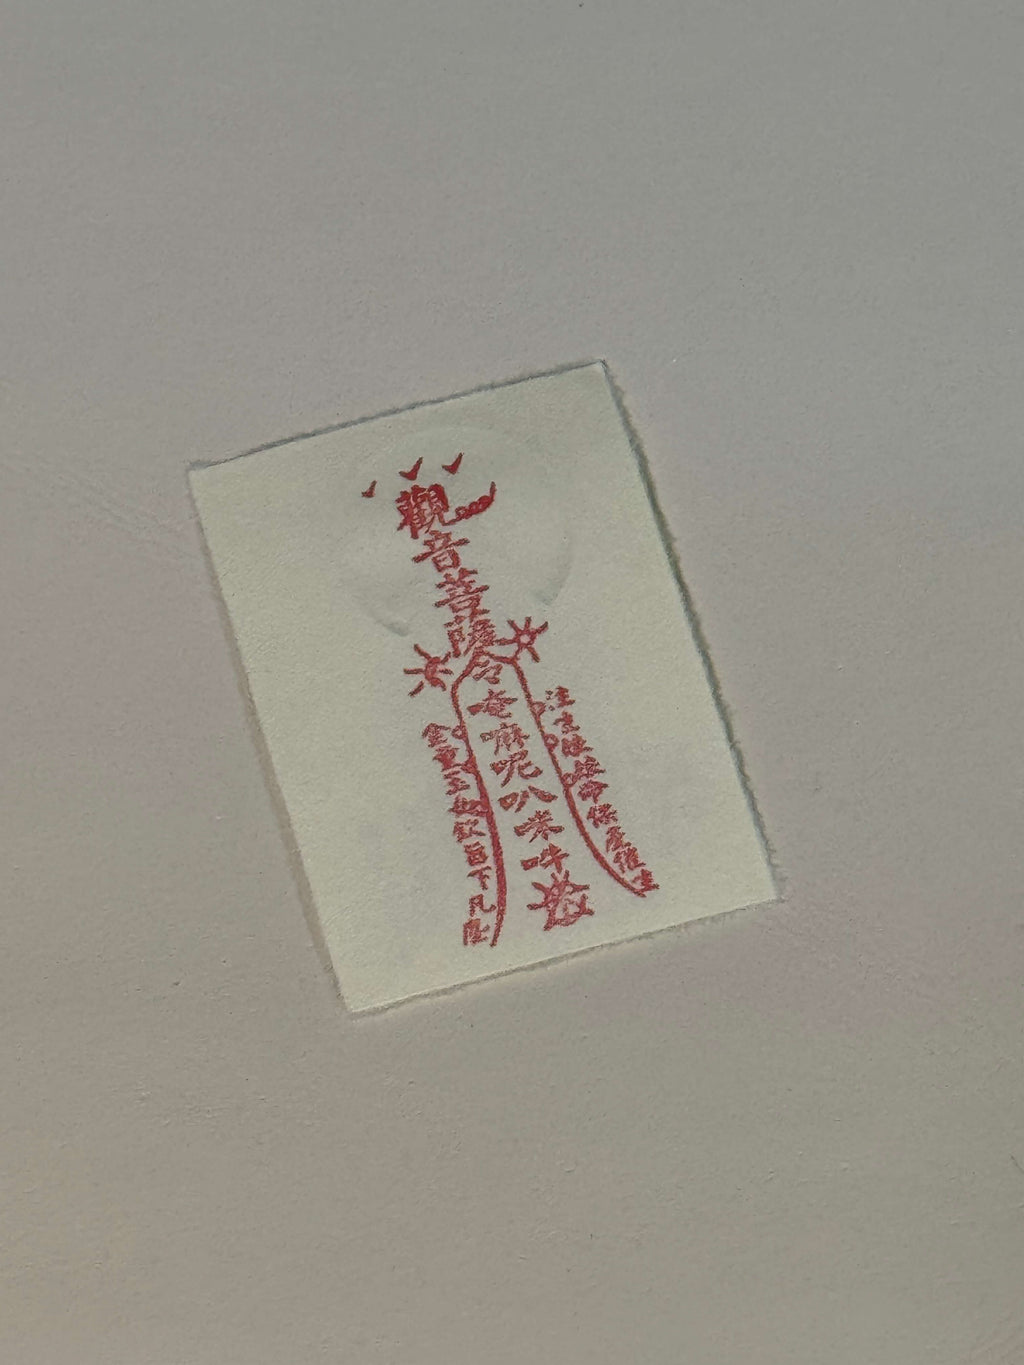 觀音菩薩令唵嘛呢叭咪吽
註生娘娘命保產催生
金童玉女欽旨下凡